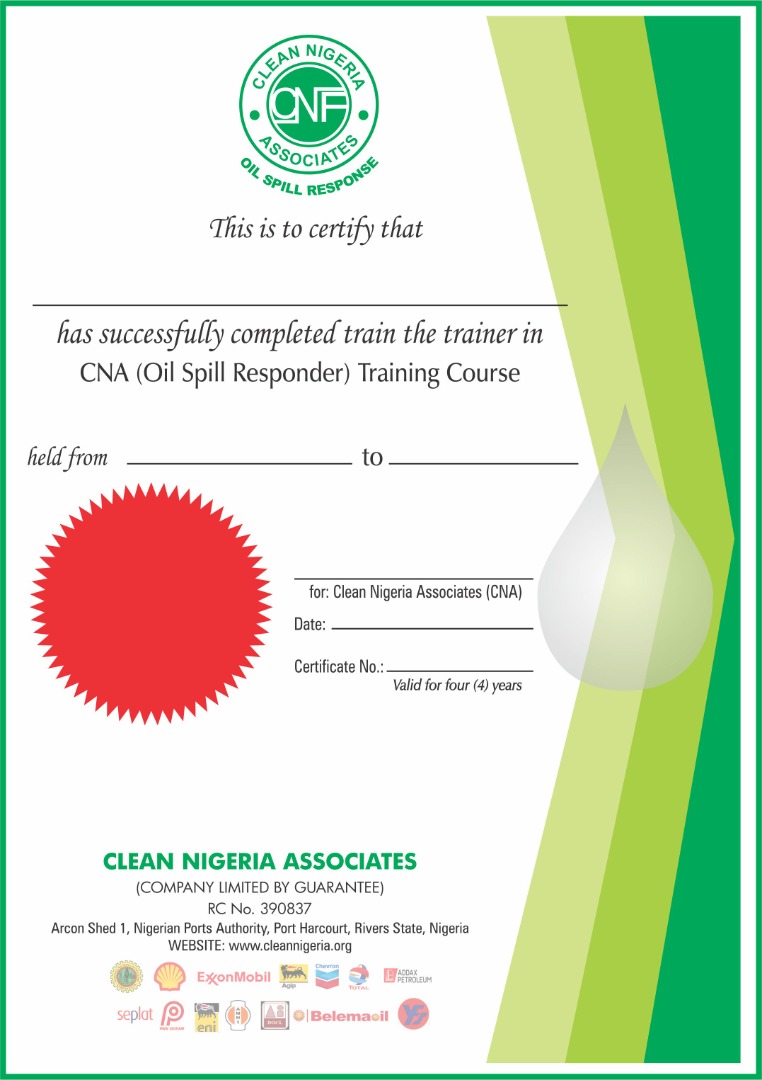 CLEAN NIGERIA
CNF
ASSOCIATES
OIL SPILL RESPONSE
This is to certify that
has successfully completed train the trainer in
CNA (Oil Spill Responder) Training Course
held from to
for: Clean Nigeria Associates (CNA)
Date:
Certificate No.:
Valid for four (4) years
CLEAN NIGERIA ASSOCIATES
(COMPANY LIMITED BY GUARANTEE)
RC No. 390837
Arcon Shed 1, Nigerian Ports Authority, Port Harcourt, Rivers State, Nigeria
WEBSITE: www.cleannigeria.org
ExxonMobil Agip Chevron TOTAL ADDAX
PETROLEUM
seplat eni Belemaoil